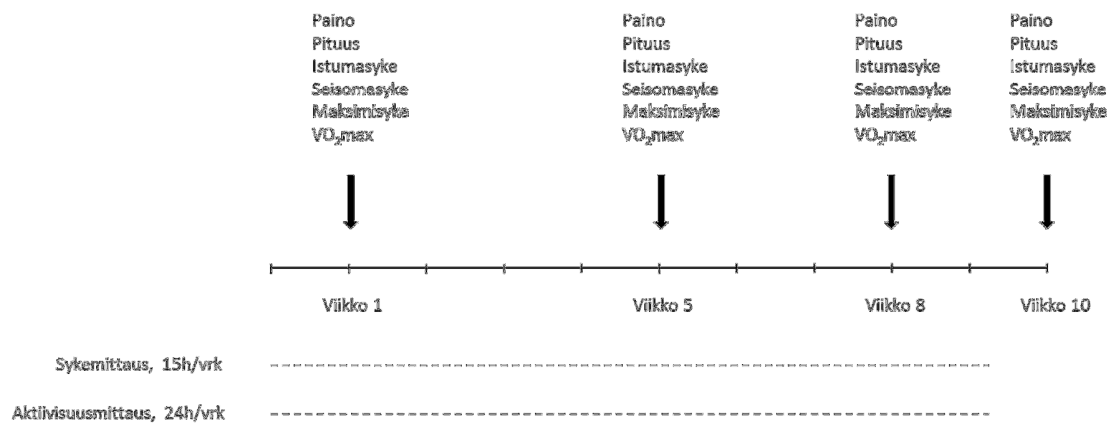 Paino
Pituus
Istumasyke
Seisomasyke
Maksimisyke
VO₂max
Paino
Pituus
Istumasyke
Seisomasyke
Maksimisyke
VO₂max
Paino
Pituus
Istumasyke
Seisomasyke
Maksimisyke
VO₂max
Paino
Pituus
Istumasyke
Seisomasyke
Maksimisyke
VO₂max
Viikko 1
Viikko 5
Viikko 8
Viikko 10
Sykemittaus, 15h/vrk
Aktiivisuusmittaus, 24h/vrk